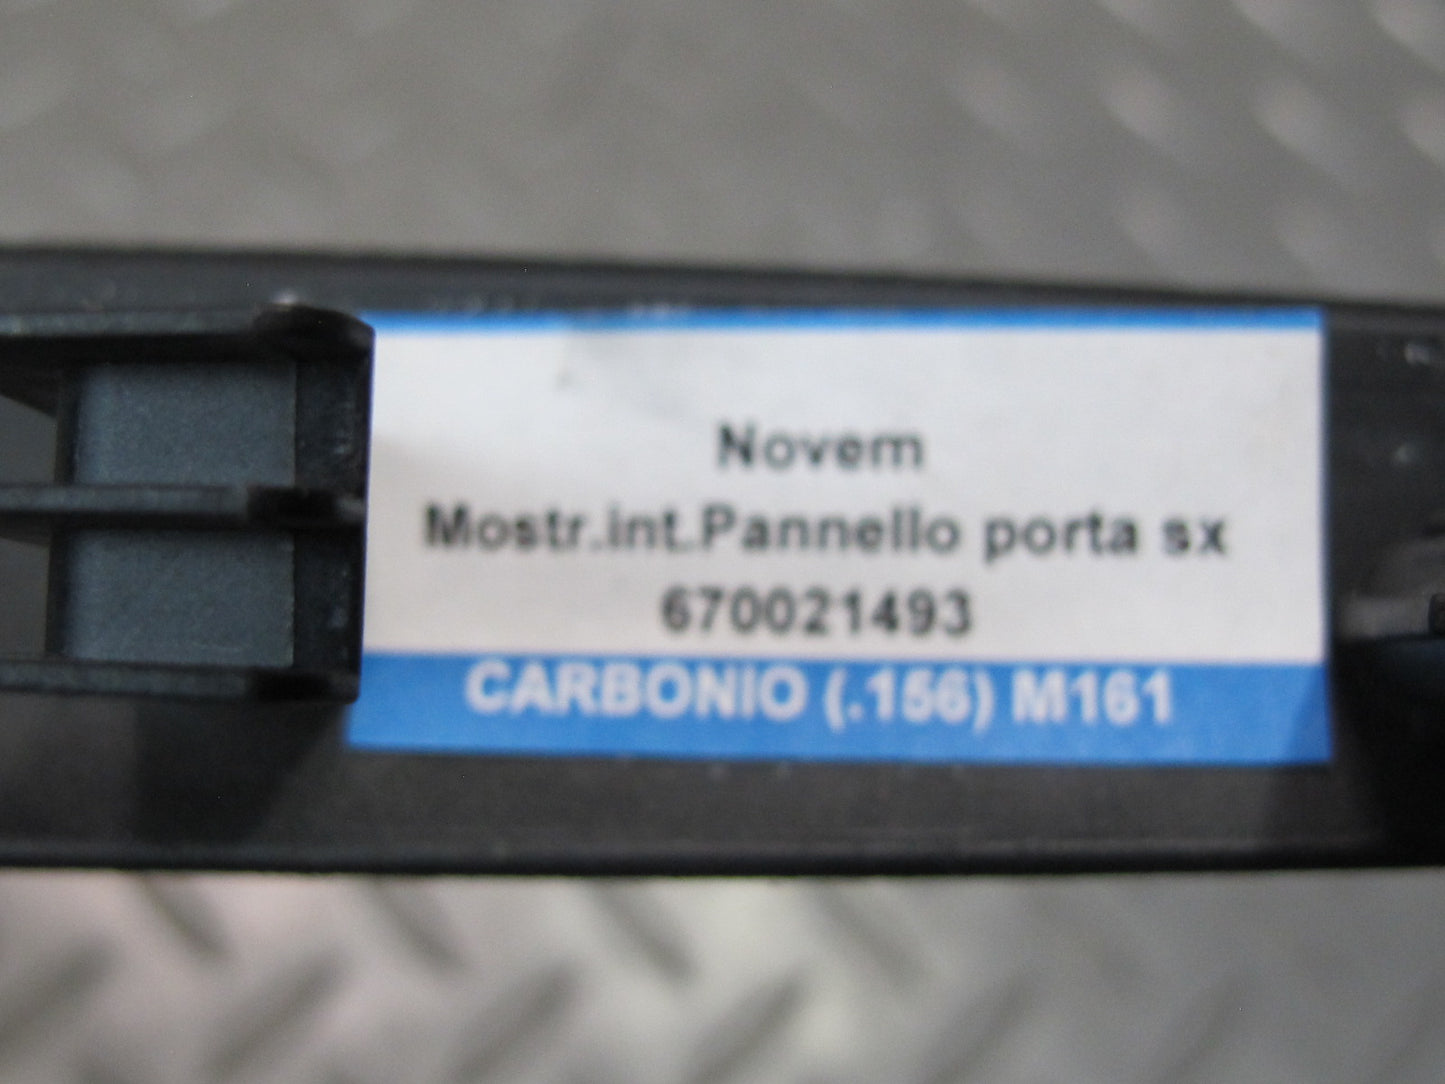 Novem
Mostr.int.Pannello porta sx
670021493
CARBONIO (.156) M161